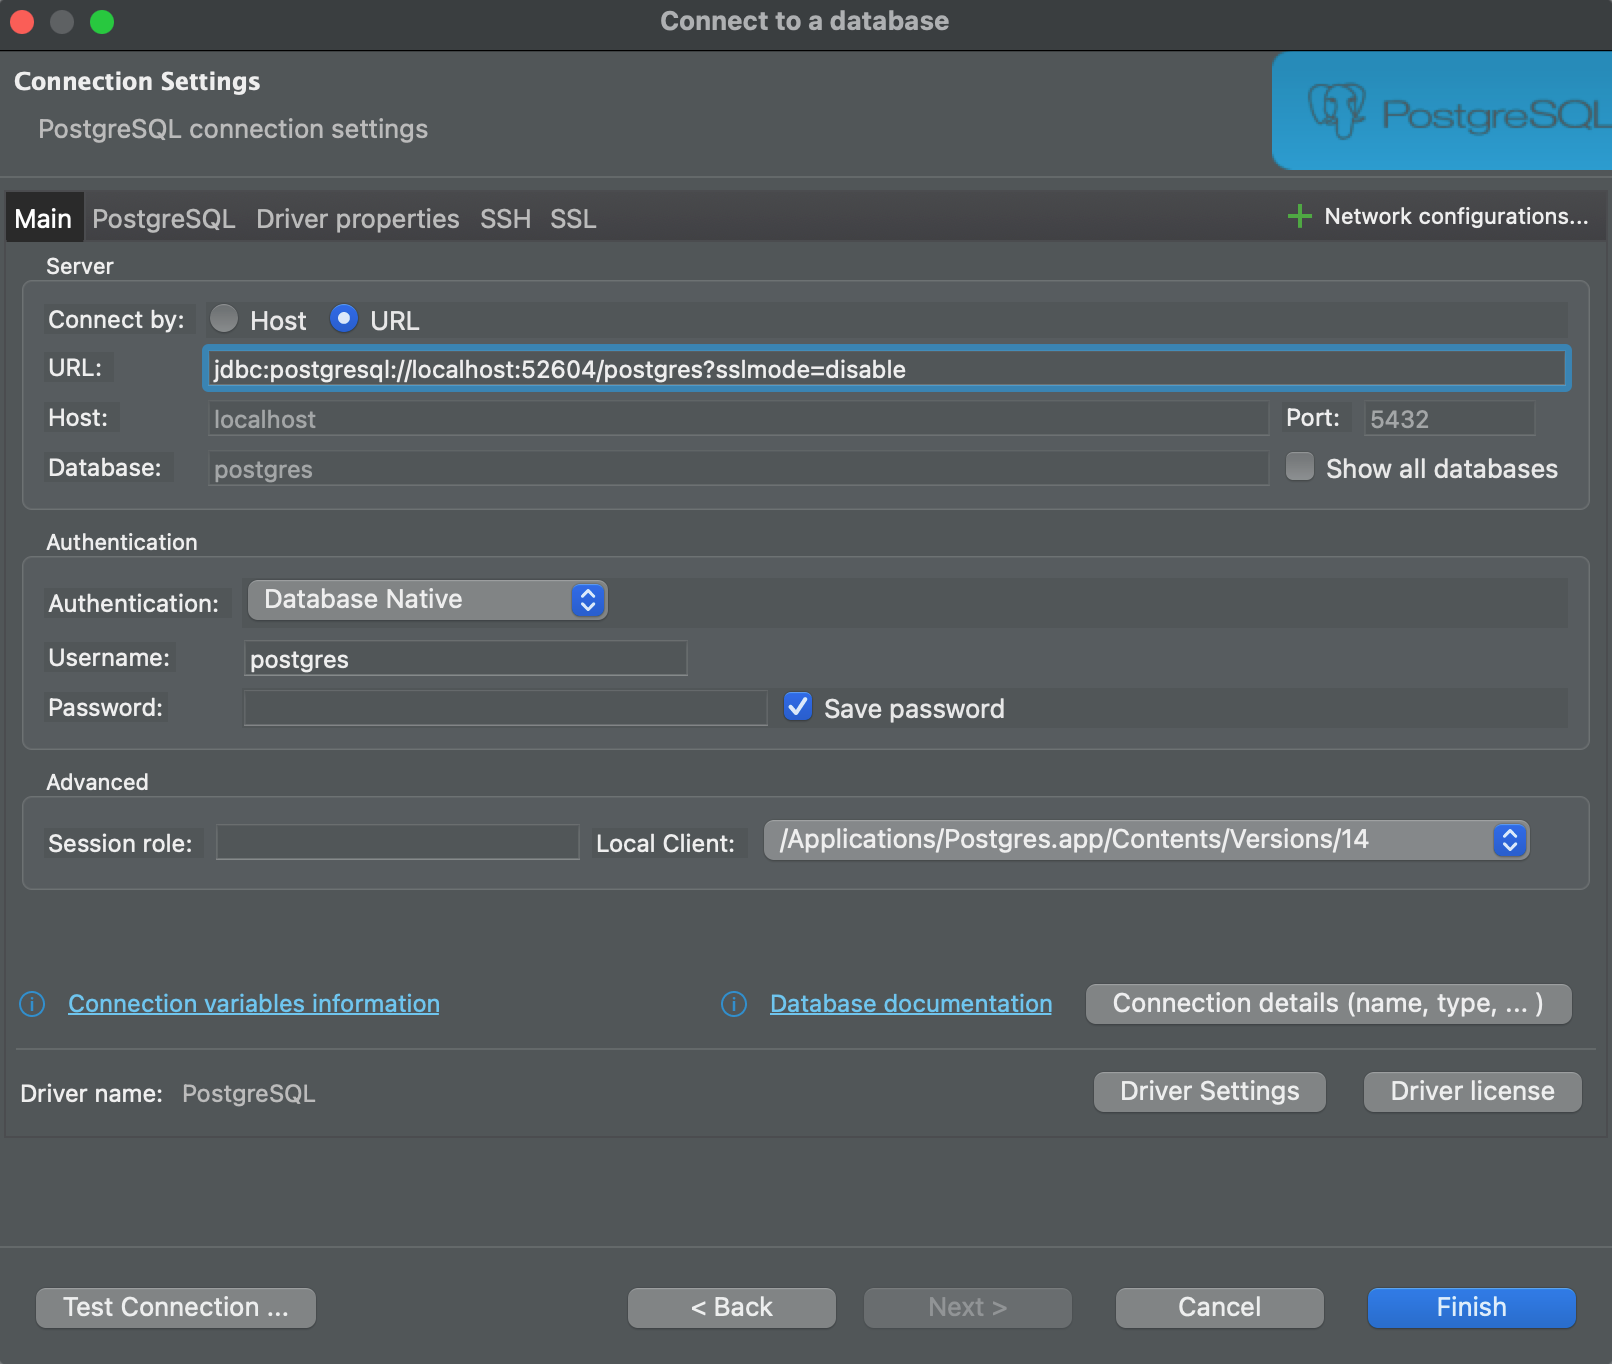 Connect to a database
Connection Settings
PostgreSQL connection settings
PostgreSQL
Main PostgreSQL Driver properties SSH SSL Network configurations...
Server
Connect by: Host URL
URL: jdbc:postgresql://localhost:52604/postgres?sslmode=disable
Host: localhost Port: 5432
Database: postgres Show all databases
Authentication
Authentication: Database Native
Username: postgres
Password: Save password
Advanced
Session role: Local Client: /Applications/Postgres.app/Contents/Versions/14
Connection variables information Database documentation Connection details (name, type, ... )
Driver name: PostgreSQL Driver Settings Driver license
Test Connection ... < Back Next > Cancel Finish